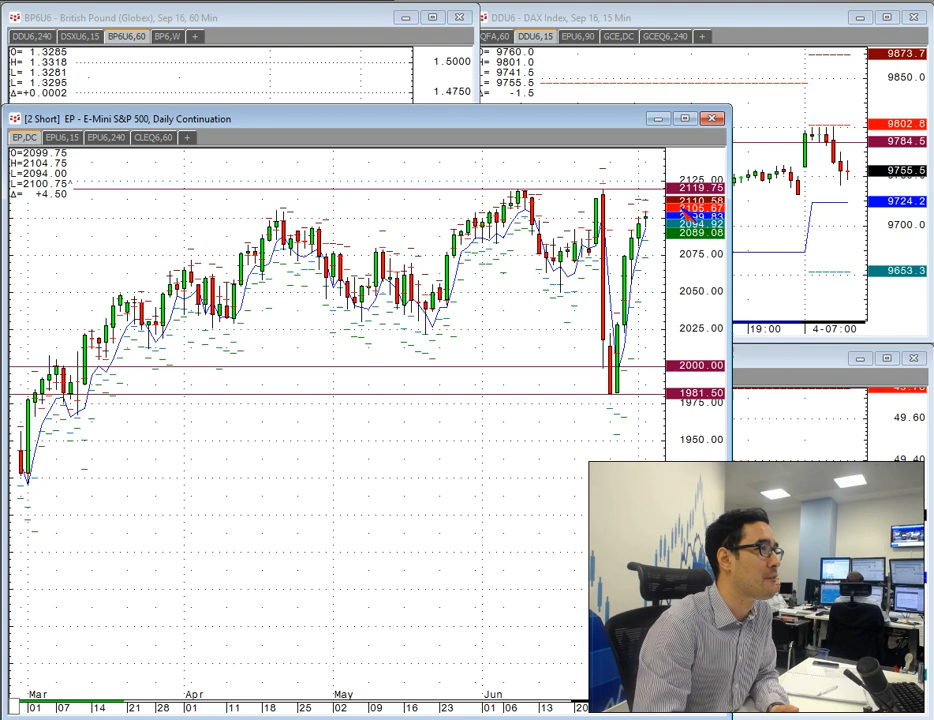 BP6U6 - British Pound (Globex), Sep 16, 60 Min
DDU6,240 DSXU6,15 BP6U6,60 BP6,W +
O= 1.3285
H= 1.3318
L= 1.3281
L= 1.3295
Δ=+0.0002
1.5000
1.4750
DDU6 - DAX Index, Sep 16, 15 Min
QFA,60 DDU6,15 EPU6,90 GCE,DC GCEQ6,240 +
O= 9760.0
H= 9801.0
L= 9741.5
L= 9755.5
Δ= -1.5
9873.7
9850.0
9802.8
9784.5
9755.5
9724.2
9700.0
9653.3
19:00
4-07:00
[2 Short] EP - E-Mini S&P 500, Daily Continuation
EP,DC EPU6,15 EPU6,240 CLEQ6,60 +
O=2099.75
H=2104.75
L=2094.00
L=2100.75^
Δ= +4.50
2125.00
2119.75
2110.58
2105.67
2094.92
2089.08
2075.00
2050.00
2025.00
2000.00
1981.50
1975.00
1950.00
Mar Apr May Jun
01 07 14 21 28 01 11 18 25 02 09 16 23 01 06 13 20
49.60